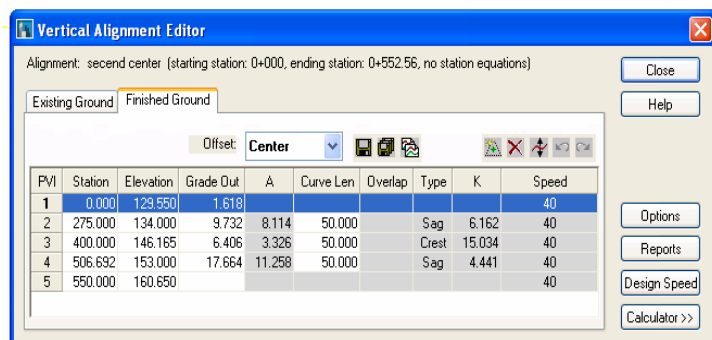 Vertical Alignment Editor
Alignment: secend center (starting station: 0+000, ending station: 0+552.56, no station equations)
Close
Existing Ground Finished Ground
Help
Offset: Center
PVI Station Elevation Grade Out A Curve Len Overlap Type K Speed
1 0.000 129.550 1.618 40
2 275.000 134.000 9.732 8.114 50.000 Sag 6.162 40
3 400.000 146.165 6.406 3.326 50.000 Crest 15.034 40
4 506.692 153.000 17.664 11.258 50.000 Sag 4.441 40
5 550.000 160.650 40
Options
Reports
Design Speed
Calculator >>